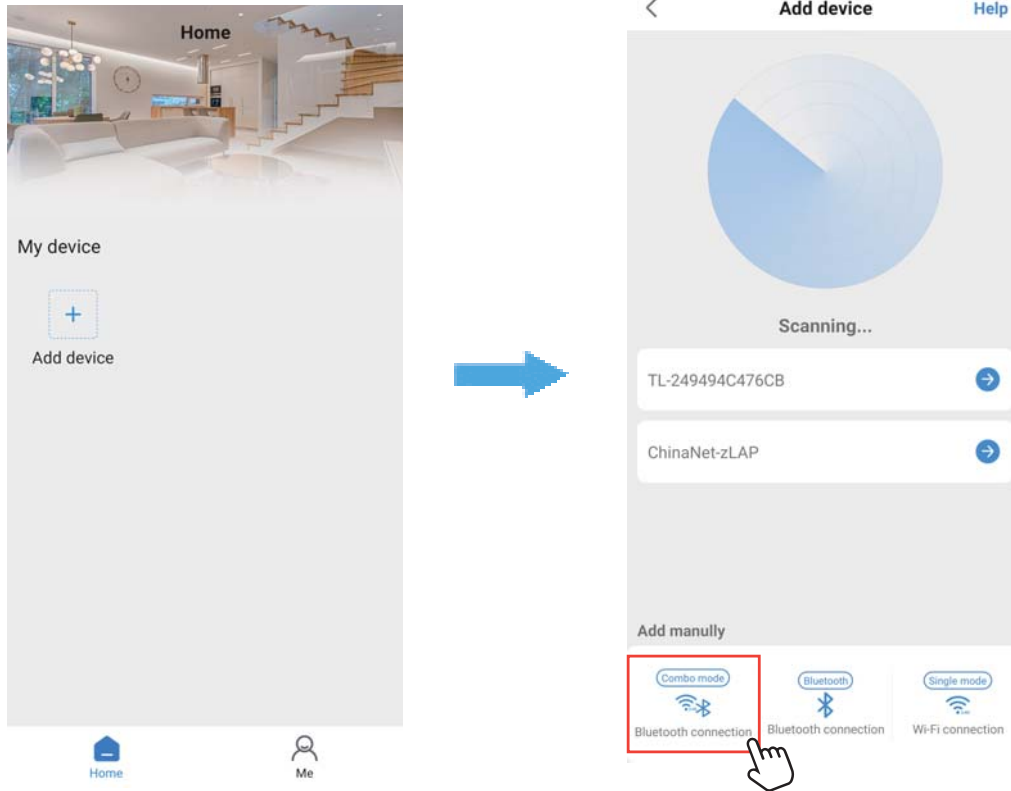 Home
My device
+
Add device
Home
Me
Add device
Help
Scanning...
TL-249494C476CB
ChinaNet-zLAP
Add manully
Combo mode
Bluetooth connection
Bluetooth
Bluetooth connection
Single mode
Wi-Fi connection